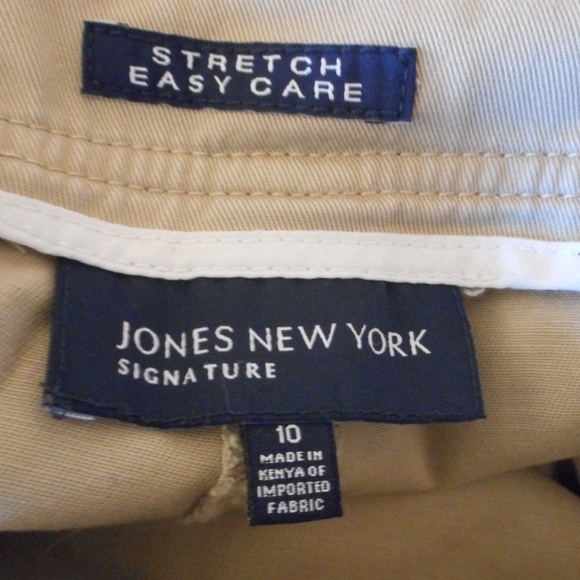 STRETCH
EASY CARE
JONES NEW YORK
SIGNATURE
10
MADE IN
KENYA OF
IMPORTED
FABRIC